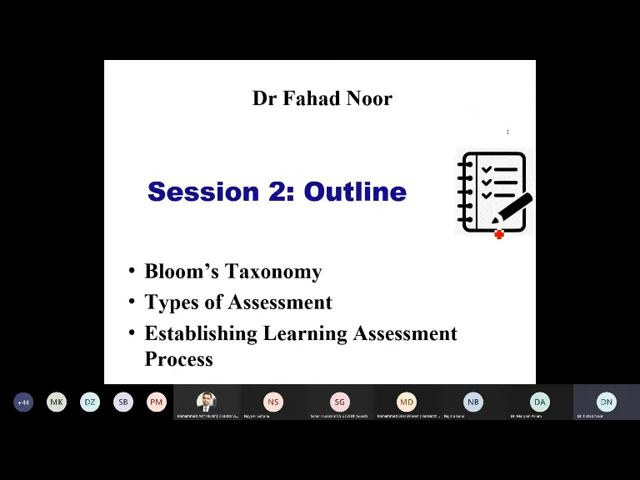 Dr Fahad Noor
Session 2: Outline
• Bloom's Taxonomy
• Types of Assessment
• Establishing Learning Assessment
Process
+44 MK DZ SB PM NS SG MD NB DA DN